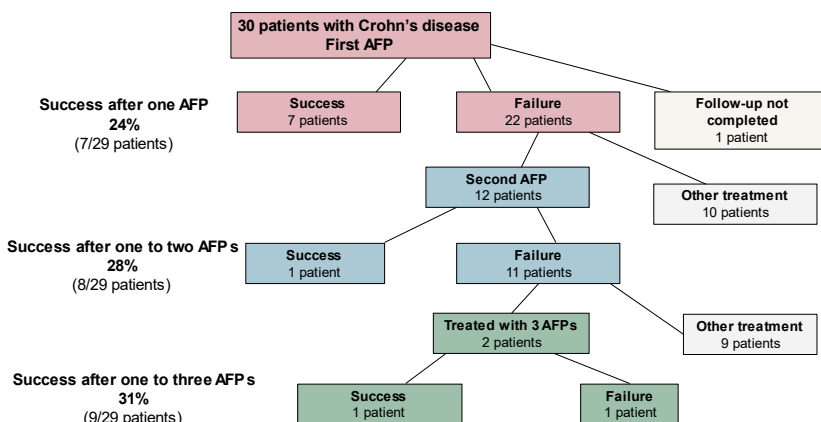 30 patients with Crohn's disease
First AFP
Success after one AFP
24%
(7/29 patients)
Success
7 patients
Failure
22 patients
Follow-up not
completed
1 patient
Second AFP
12 patients
Other treatment
10 patients
Success after one to two AFPs
28%
(8/29 patients)
Success
1 patient
Failure
11 patients
Treated with 3 AFPs
2 patients
Other treatment
9 patients
Success after one to three AFPs
31%
(9/29 patients)
Success
1 patient
Failure
1 patient